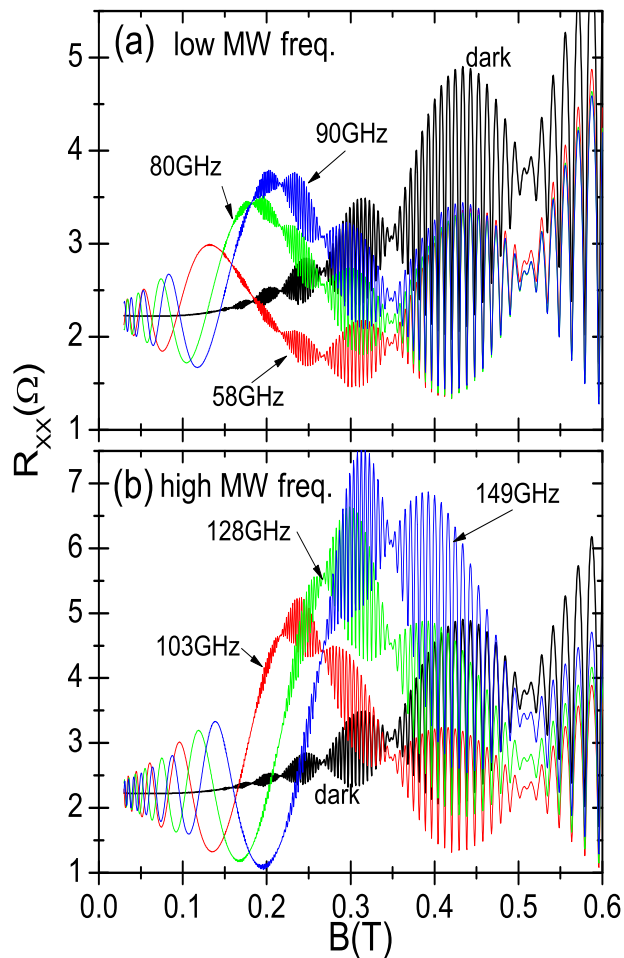 (a) low MW freq.
dark
90GHz
80GHz
58GHz
5
4
3
2
1
R_xx(Ω)
(b) high MW freq.
149GHz
128GHz
103GHz
dark
7
6
5
4
3
2
1
0.0 0.1 0.2 0.3 0.4 0.5 0.6
B(T)